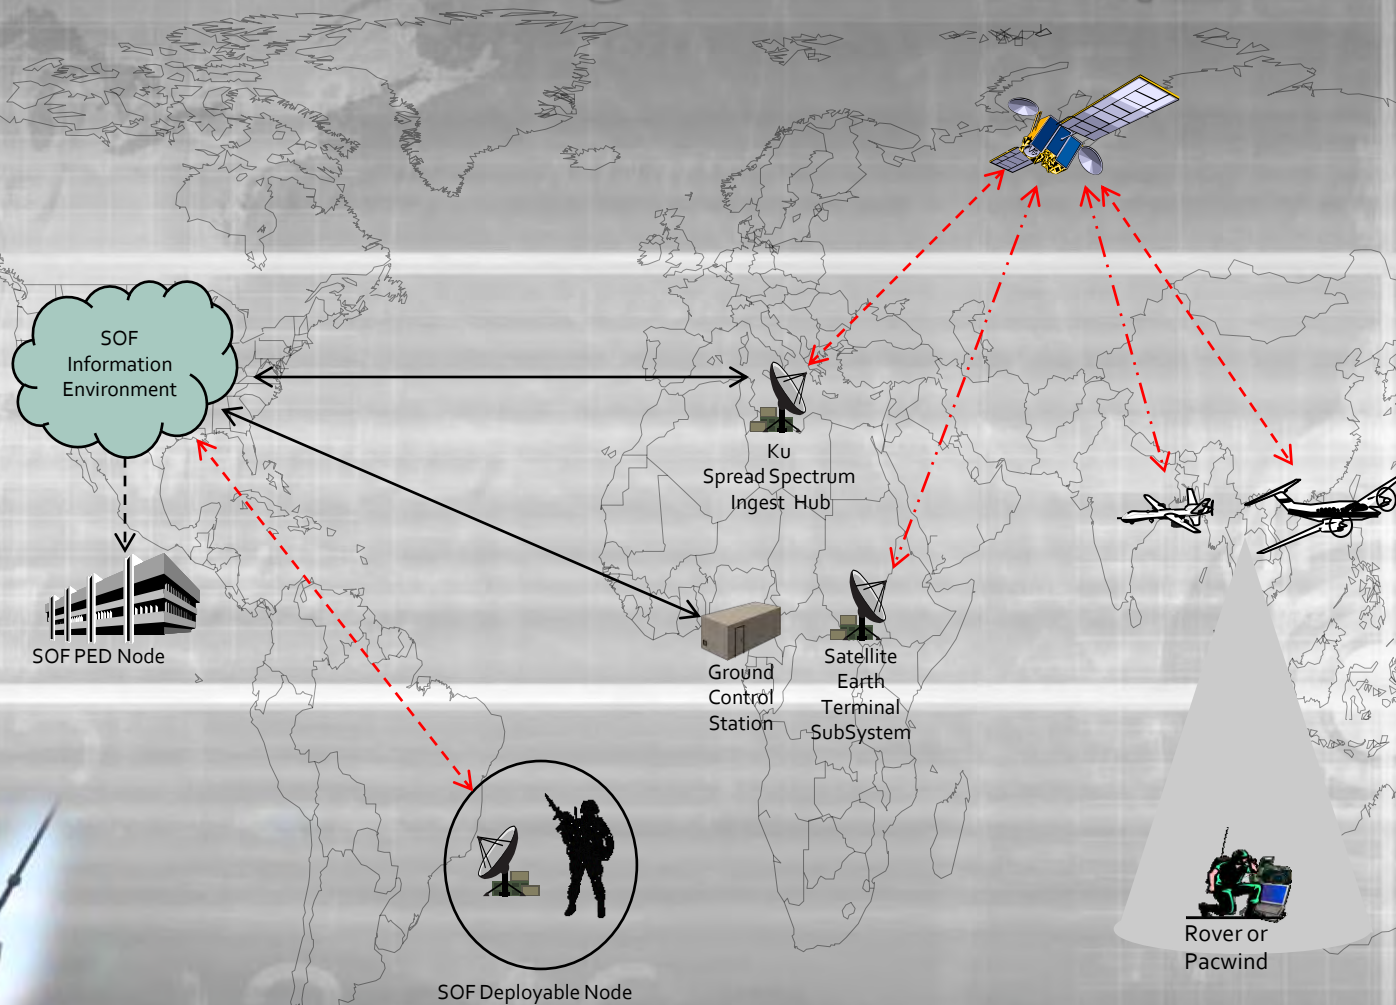 SOF
Information
Environment
Ku
Spread Spectrum
Ingest Hub
SOF PED Node
Ground
Control
Station
Satellite
Earth
Terminal
SubSystem
Rover or
Pacwind
SOF Deployable Node